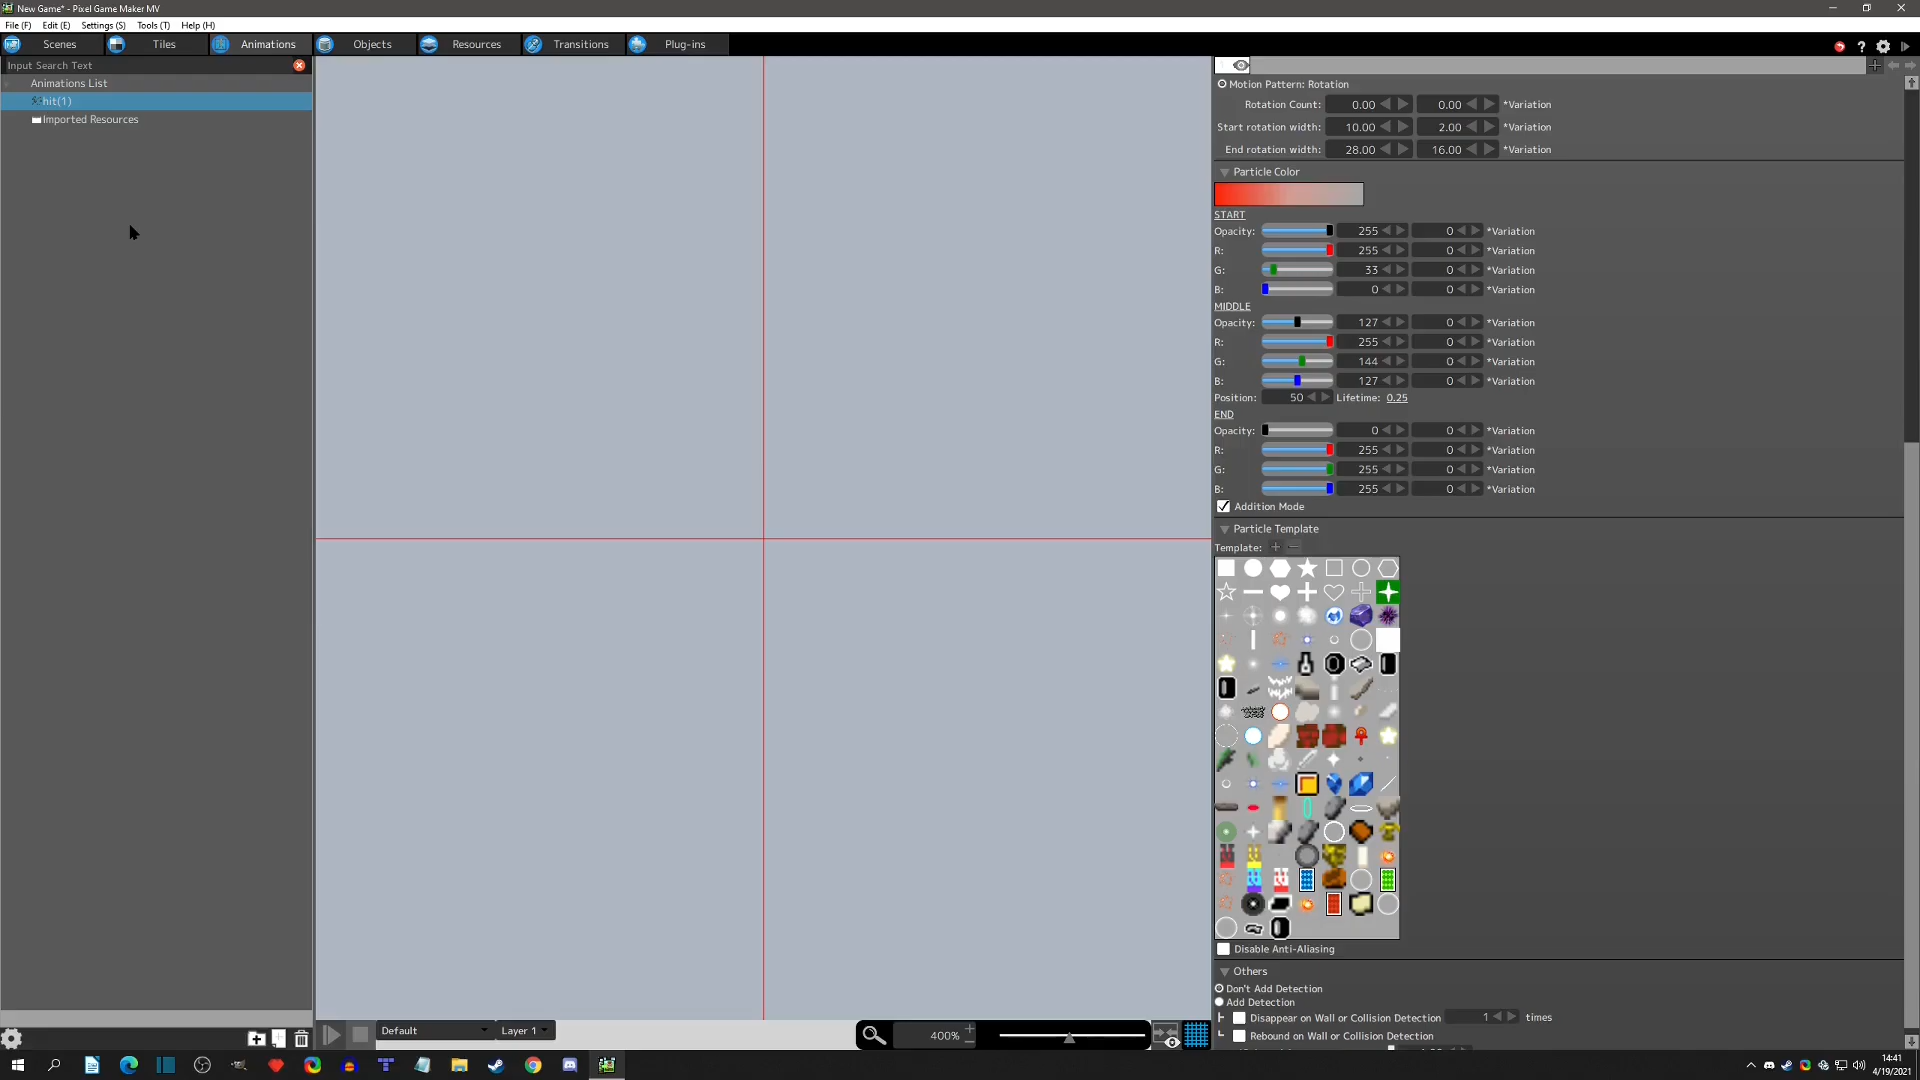 New Game* - Pixel Game Maker MV
File (F) Edit (E) Settings (S) Tools (T) Help (H)
Scenes Tiles Animations Objects Resources Transitions Plug-ins
Input Search Text
Animations List
hit(1)
Imported Resources
Motion Pattern: Rotation
Rotation Count: 0.00 0.00 *Variation
Start rotation width: 10.00 2.00 *Variation
End rotation width: 28.00 16.00 *Variation
Particle Color
START
Opacity: 255 0 *Variation
R: 255 0 *Variation
G: 33 0 *Variation
B: 0 0 *Variation
MIDDLE
Opacity: 127 0 *Variation
R: 255 0 *Variation
G: 144 0 *Variation
B: 127 0 *Variation
Position: 50 Lifetime: 0.25
END
Opacity: 0 0 *Variation
R: 255 0 *Variation
G: 255 0 *Variation
B: 255 0 *Variation
Addition Mode
Particle Template
Template: + −
Disable Anti-Aliasing
Others
Don't Add Detection
Add Detection
Disappear on Wall or Collision Detection 1 times
Rebound on Wall or Collision Detection
Default Layer 1 400%
14:41
4/19/2021